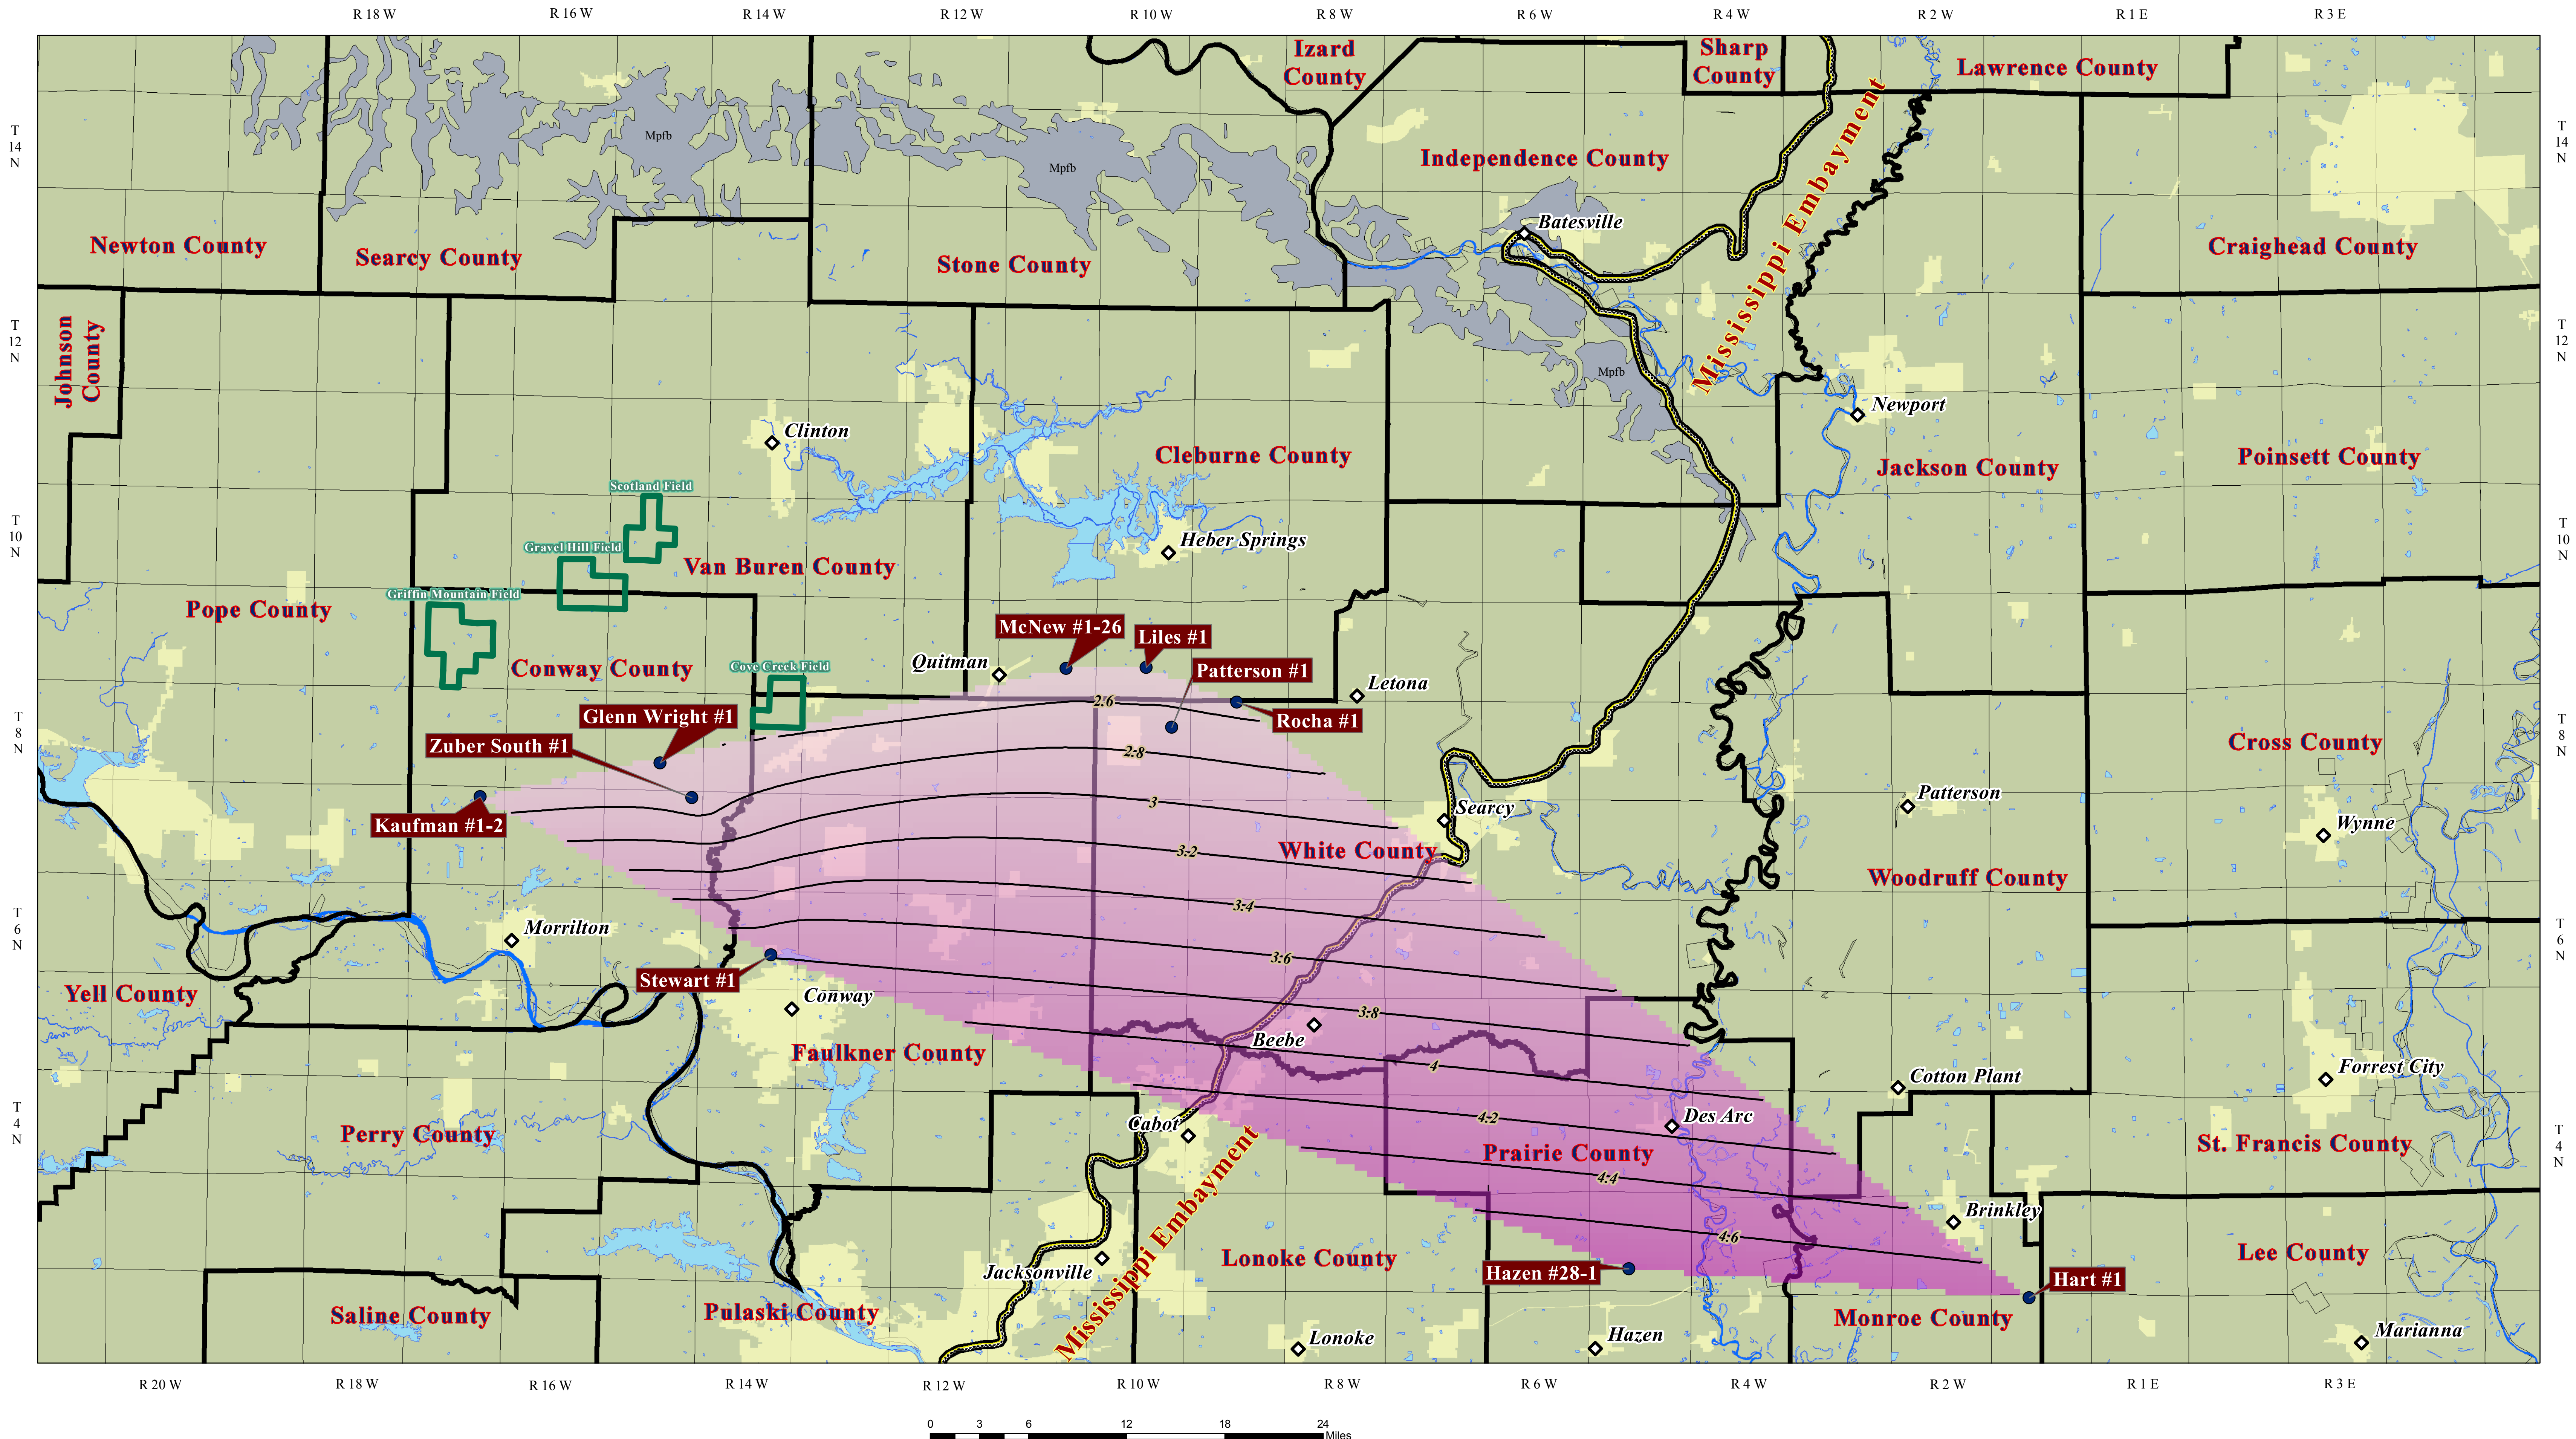 R 18 W
R 16 W
R 14 W
R 12 W
R 10 W
R 8 W
R 6 W
R 4 W
R 2 W
R 1 E
R 3 E
Izard
County
Sharp
County
Lawrence County
T
14
N
Mpfb
Mpfb
Independence County
Mississippi Embayment
T
14
N
Batesville
Newton County
Searcy County
Stone County
Craighead County
T
12
N
Johnson
County
Mpfb
T
12
N
Clinton
Newport
Cleburne County
Jackson County
Poinsett County
Scotland Field
T
10
N
Gravel Hill Field
Heber Springs
T
10
N
Van Buren County
Griffin Mountain Field
Pope County
McNew #1-26
Liles #1
Conway County
Cove Creek Field
Quitman
Patterson #1
Letona
Glenn Wright #1
2.6
Rocha #1
T
8
N
Zuber South #1
2.8
Cross County
T
8
N
Kaufman #1-2
3
Searcy
Patterson
Wynne
3.2
White County
Woodruff County
3.4
T
6
N
Morrilton
3.6
T
6
N
Stewart #1
Yell County
Conway
3.8
Beebe
Faulkner County
4
Cotton Plant
Forrest City
T
4
N
Perry County
Cabot
4.2
Des Arc
Prairie County
St. Francis County
T
4
N
Mississippi Embayment
4.4
Brinkley
4.6
Jacksonville
Lonoke County
Hazen #28-1
Hart #1
Lee County
Saline County
Pulaski County
Monroe County
Lonoke
Hazen
Marianna
R 20 W
R 18 W
R 16 W
R 14 W
R 12 W
R 10 W
R 8 W
R 6 W
R 4 W
R 2 W
R 1 E
R 3 E
0
3
6
12
18
24
Miles